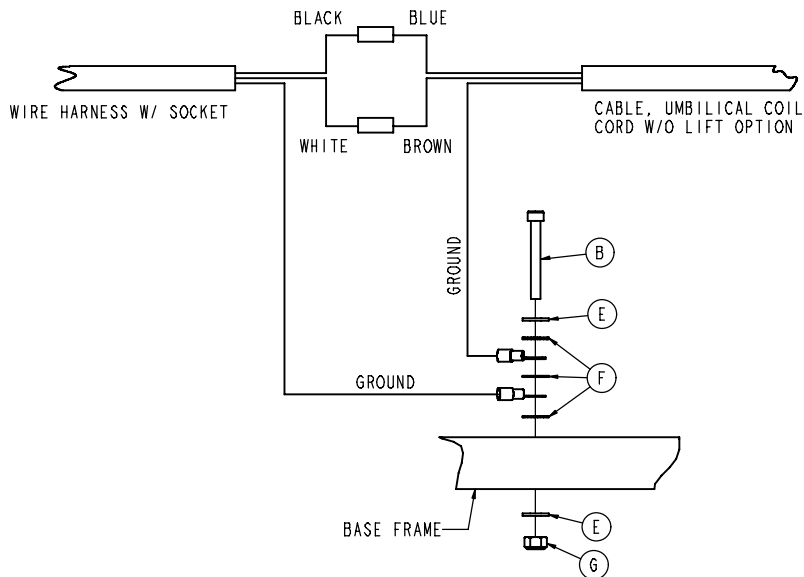 BLACK BLUE
WIRE HARNESS W/ SOCKET
CABLE, UMBILICAL COIL
CORD W/O LIFT OPTION
WHITE BROWN
GROUND
B
E
F
GROUND
BASE FRAME
E
G